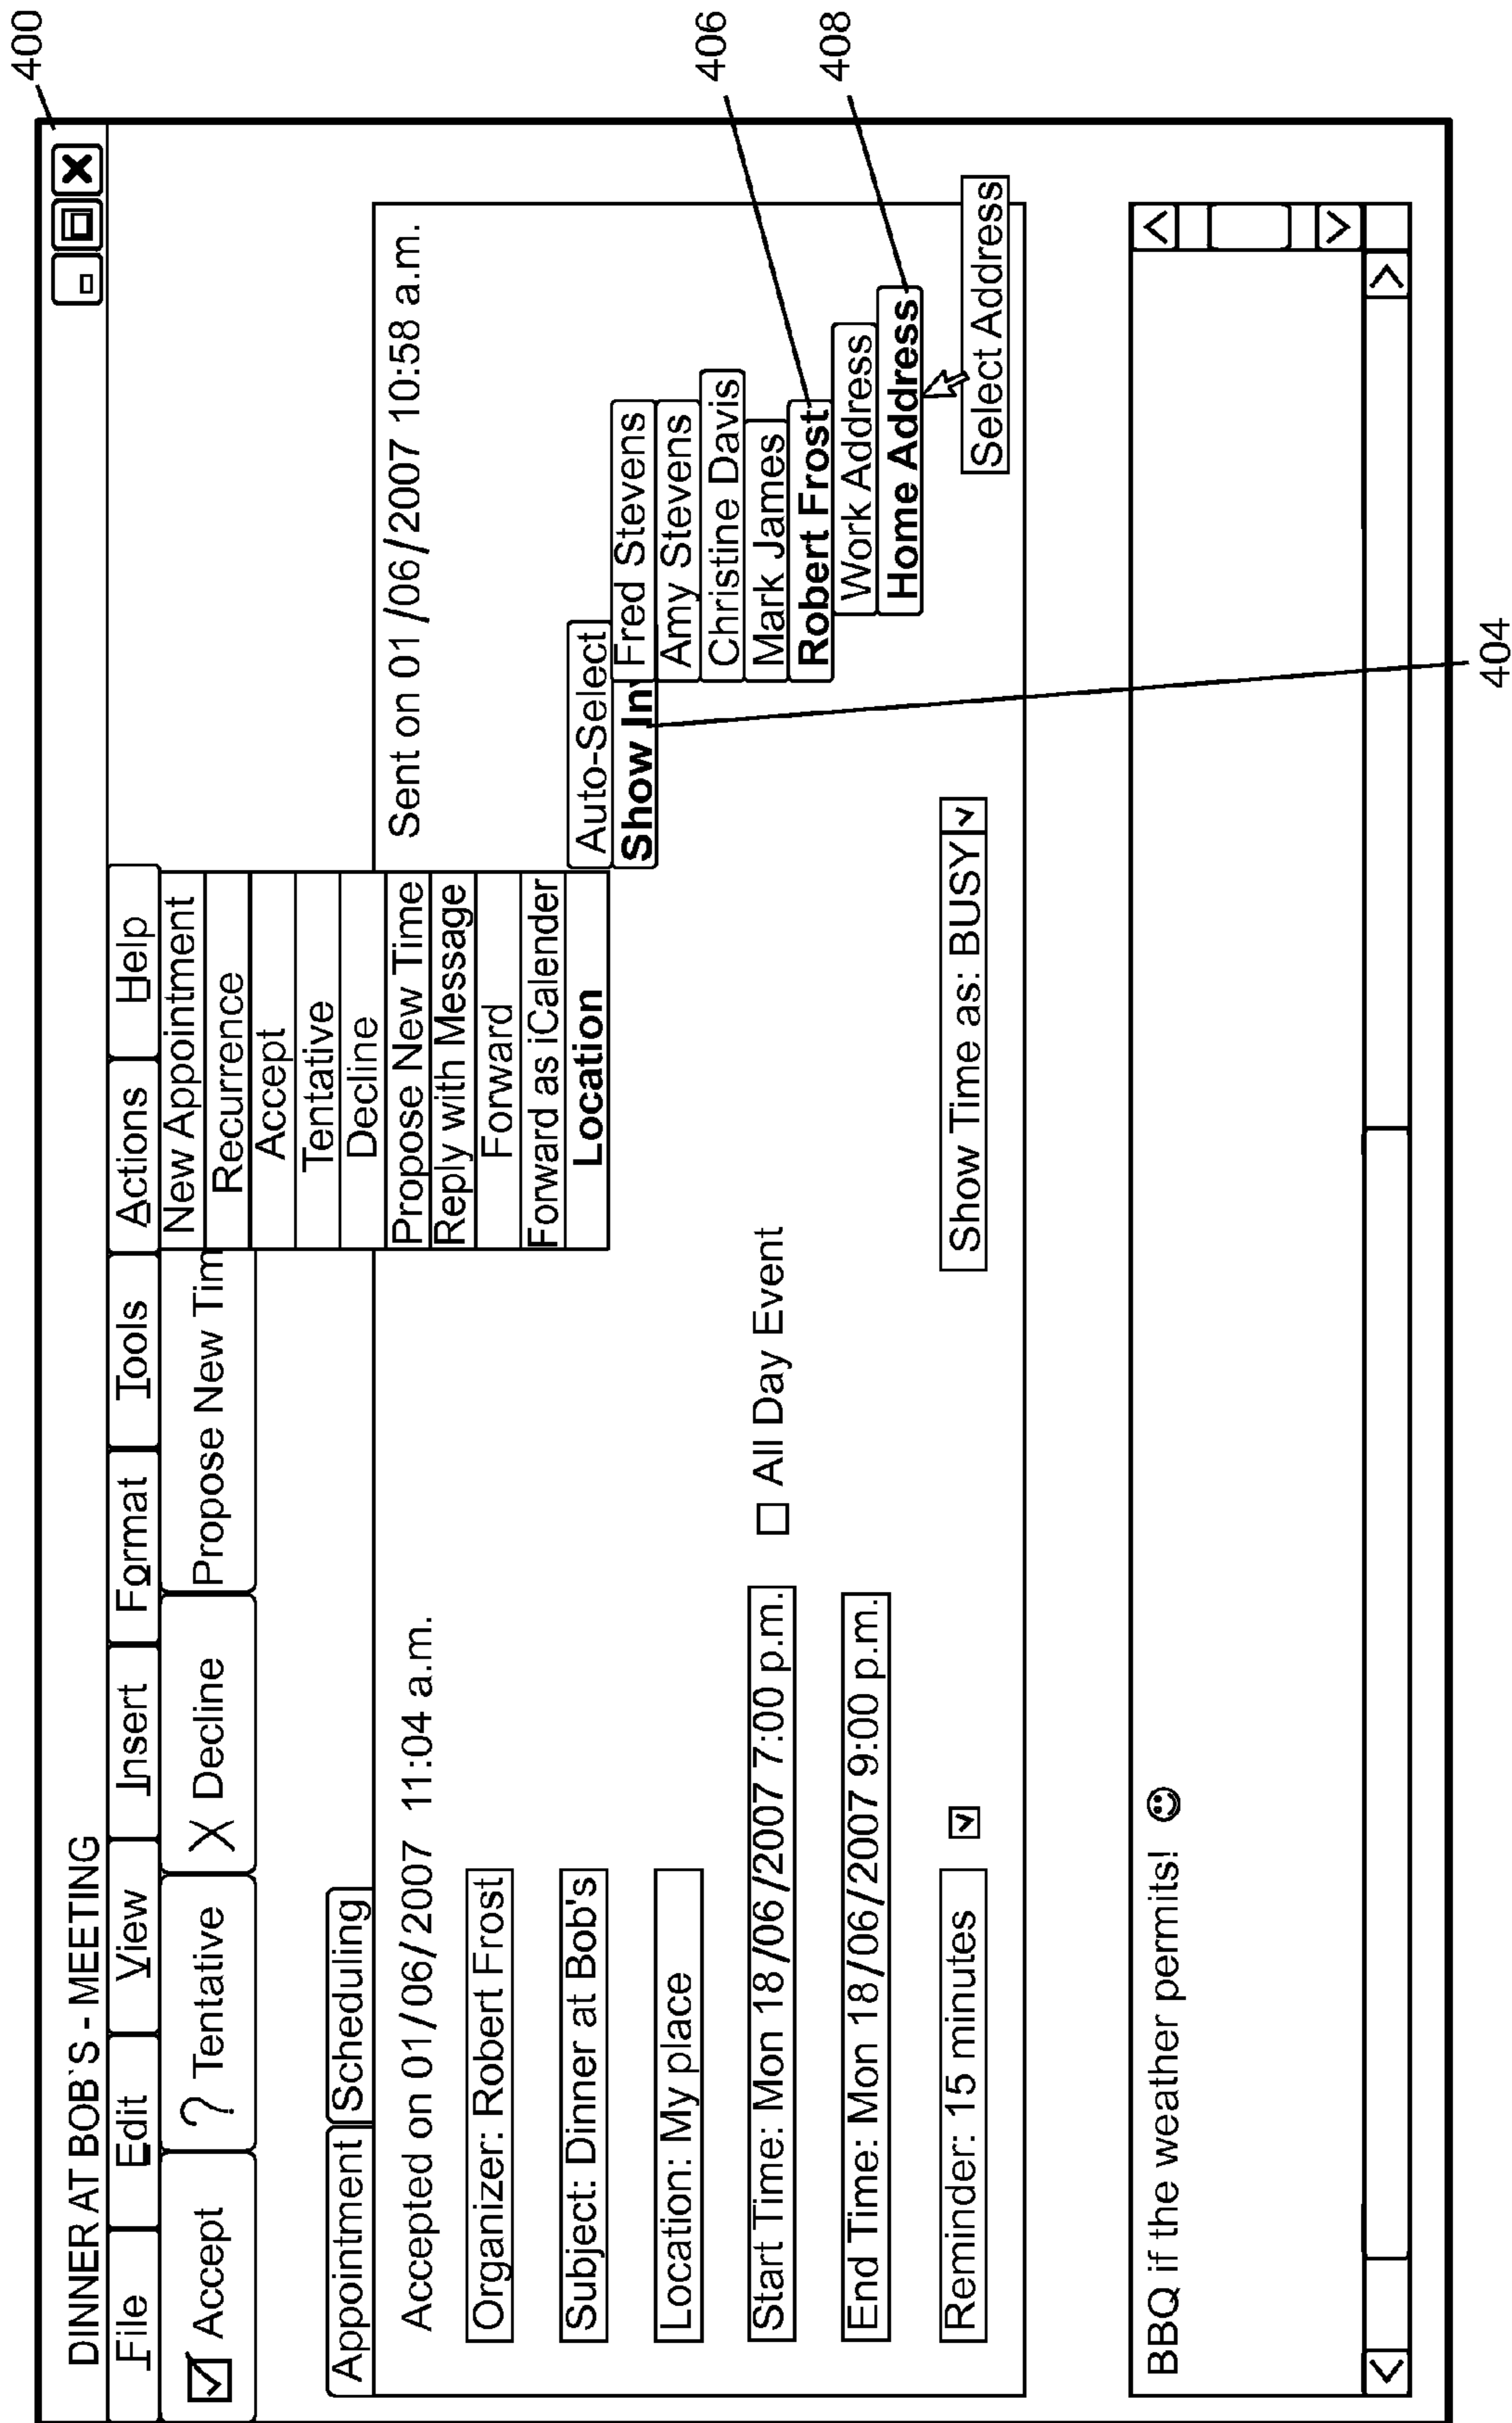 400
DINNER AT BOB`S - MEETING
File Edit View Insert Format Tools Actions Help
Accept ? Tentative X Decline Propose New Tim
New Appointment
Recurrence
Accept
Tentative
Decline
Propose New Time
Reply with Message
Forward
Forward as iCalender
Location
Appointment Scheduling
Accepted on 01/06/2007 11:04 a.m.
Sent on 01/06/2007 10:58 a.m.
Organizer: Robert Frost
Subject: Dinner at Bob's
Location: My place
Auto-Select
Show In
Fred Stevens
Amy Stevens
Christine Davis
Mark James
Robert Frost
Work Address
Home Address
Select Address
406
408
Start Time: Mon 18/06/2007 7:00 p.m. All Day Event
End Time: Mon 18/06/2007 9:00 p.m.
Reminder: 15 minutes
Show Time as: BUSY
BBQ if the weather permits! ☺
404